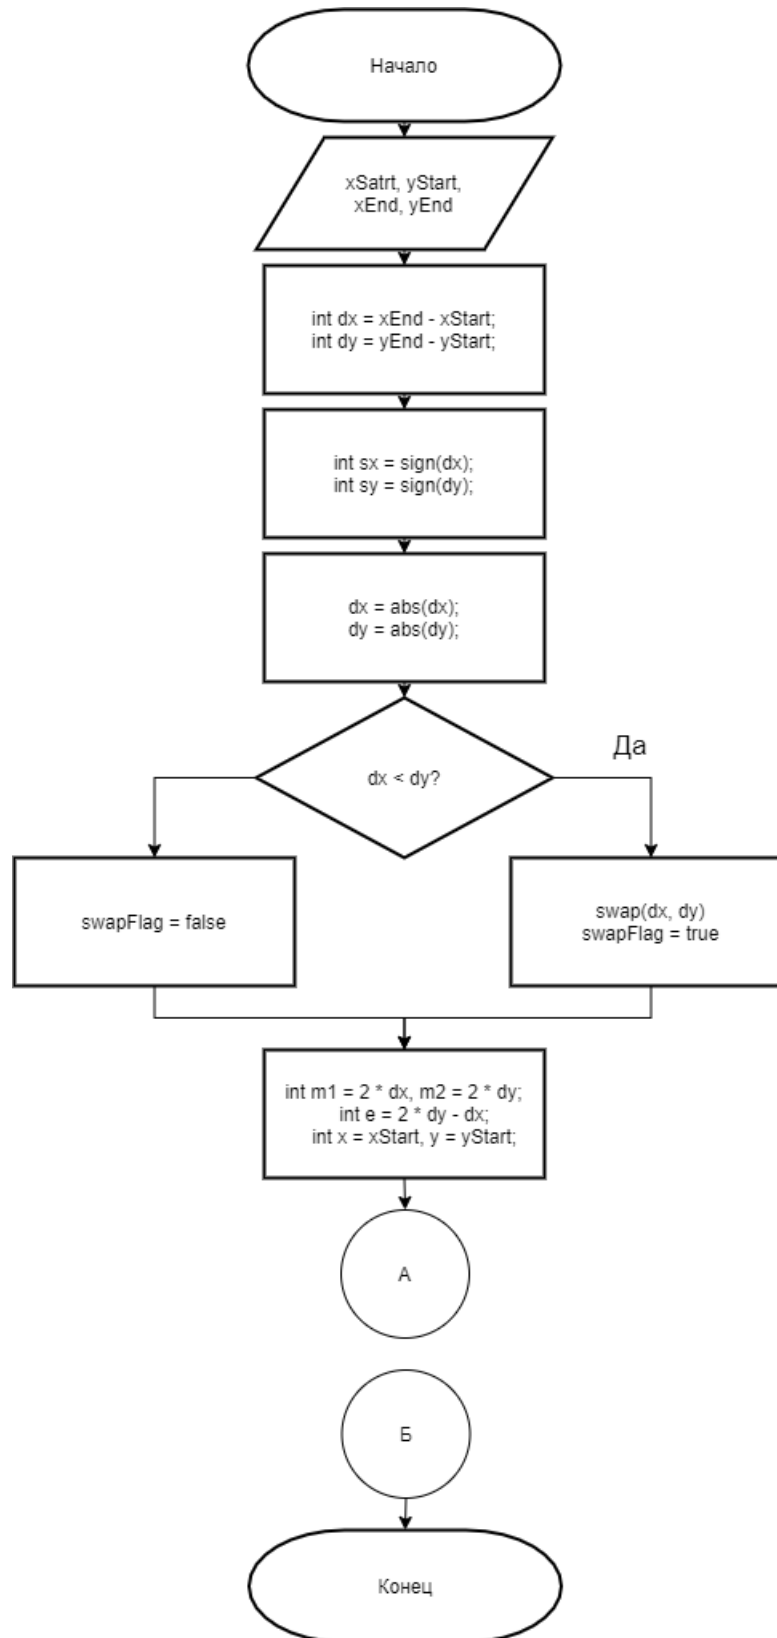 Начало
xSatrt, yStart,
xEnd, yEnd
int dx = xEnd - xStart;
int dy = yEnd - yStart;
int sx = sign(dx);
int sy = sign(dy);
dx = abs(dx);
dy = abs(dy);
Да
dx < dy?
swapFlag = false
swap(dx, dy)
swapFlag = true
int m1 = 2 * dx, m2 = 2 * dy;
int e = 2 * dy - dx;
int x = xStart, y = yStart;
А
Б
Конец